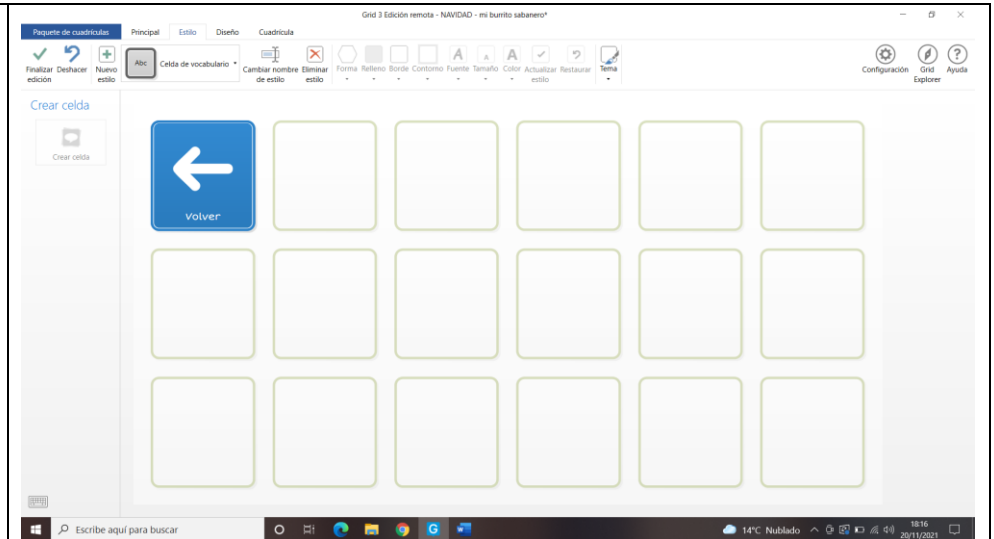 Grid 3 Edición remota - NAVIDAD - mi burrito sabanero*
Paquete de cuadrículas Principal Estilo Diseño Cuadrícula
Finalizar edición Deshacer Nuevo estilo Abc Celda de vocabulario Cambiar nombre de estilo Eliminar estilo Forma Relleno Borde Contorno Fuente Tamaño Color Actualizar estilo Restaurar Tema Configuración Grid Explorer Ayuda
Crear celda
Crear celda
Volver
Escribe aquí para buscar
14°C Nublado
18:16
20/11/2021